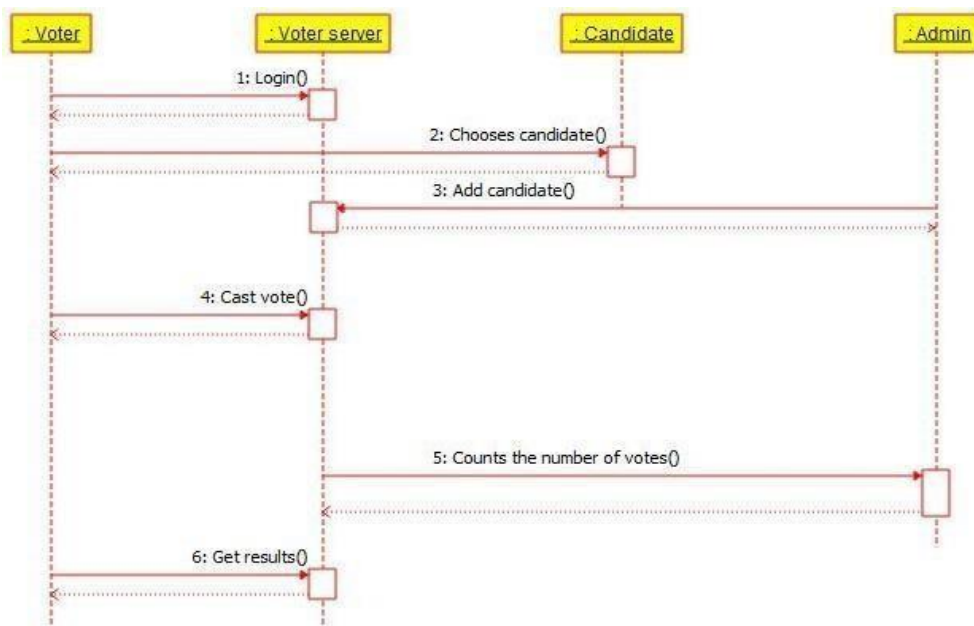 : Voter
: Voter server
: Candidate
: Admin
1: Login()
2: Chooses candidate()
3: Add candidate()
4: Cast vote()
5: Counts the number of votes()
6: Get results()